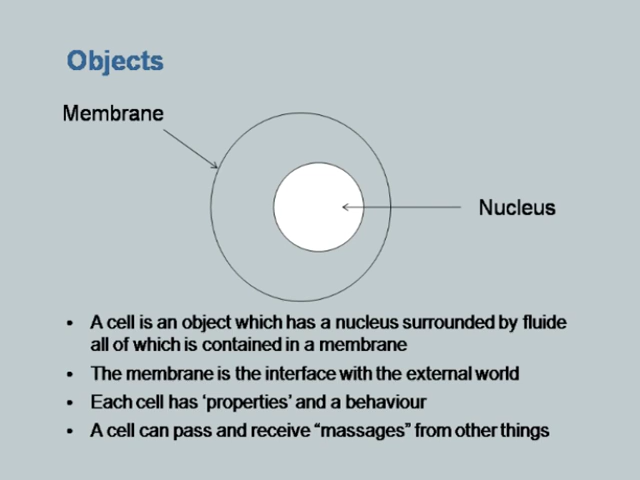 Objects
Membrane
Nucleus
• A cell is an object which has a nucleus surrounded by fluide
all of which is contained in a membrane
• The membrane is the interface with the external world
• Each cell has ‘properties’ and a behaviour
• A cell can pass and receive “massages” from other things